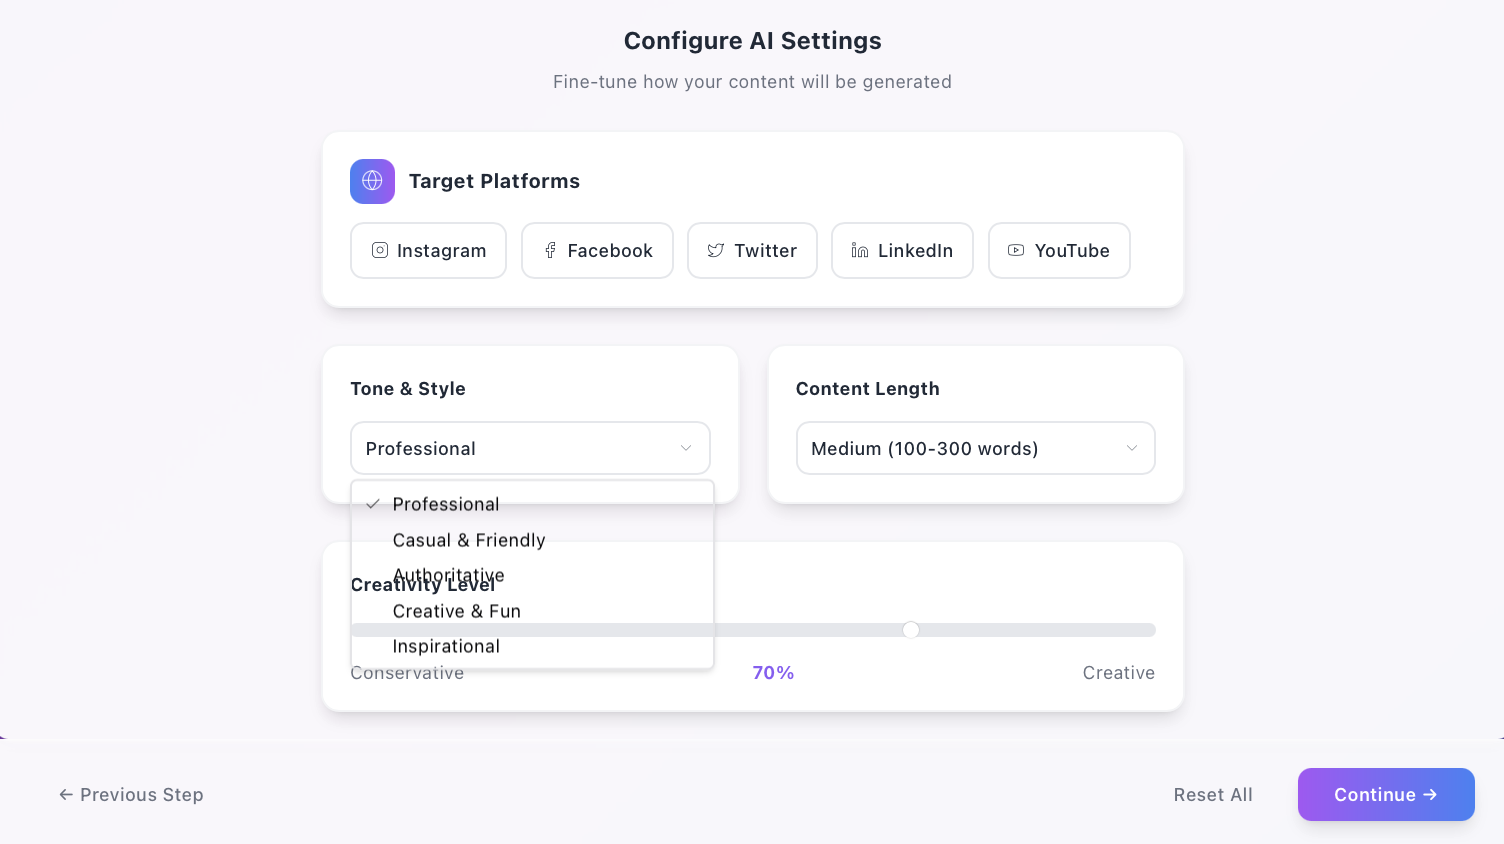 Configure AI Settings
Fine-tune how your content will be generated
Target Platforms
Instagram
Facebook
Twitter
LinkedIn
YouTube
Tone & Style
Professional
Content Length
Medium (100-300 words)
Professional
Casual & Friendly
Authoritative
Creative & Fun
Inspirational
Creativity Level
Conservative
70%
Creative
← Previous Step
Reset All
Continue →